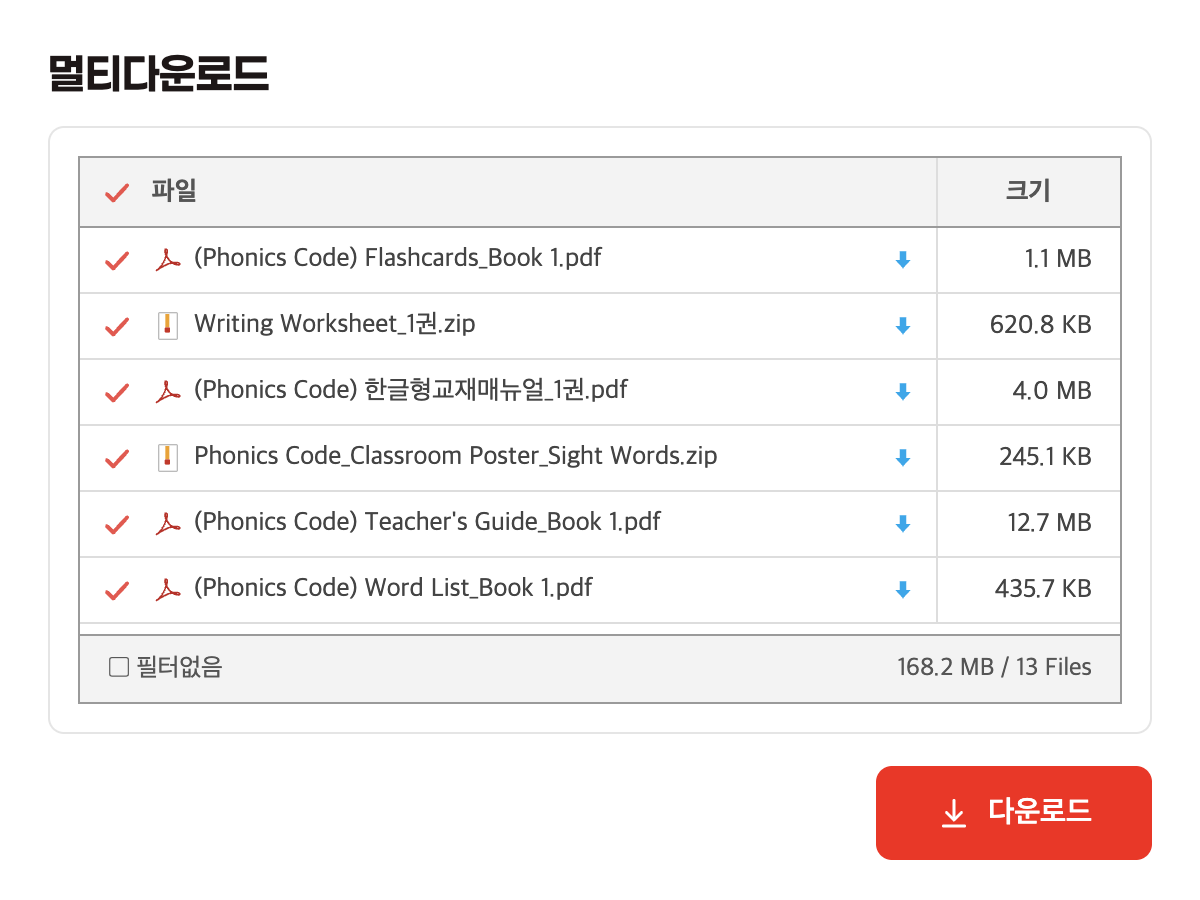 멀티다운로드
파일 크기
(Phonics Code) Flashcards_Book 1.pdf 1.1 MB
Writing Worksheet_1권.zip 620.8 KB
(Phonics Code) 한글형교재매뉴얼_1권.pdf 4.0 MB
Phonics Code_Classroom Poster_Sight Words.zip 245.1 KB
(Phonics Code) Teacher's Guide_Book 1.pdf 12.7 MB
(Phonics Code) Word List_Book 1.pdf 435.7 KB
필터없음 168.2 MB / 13 Files
다운로드